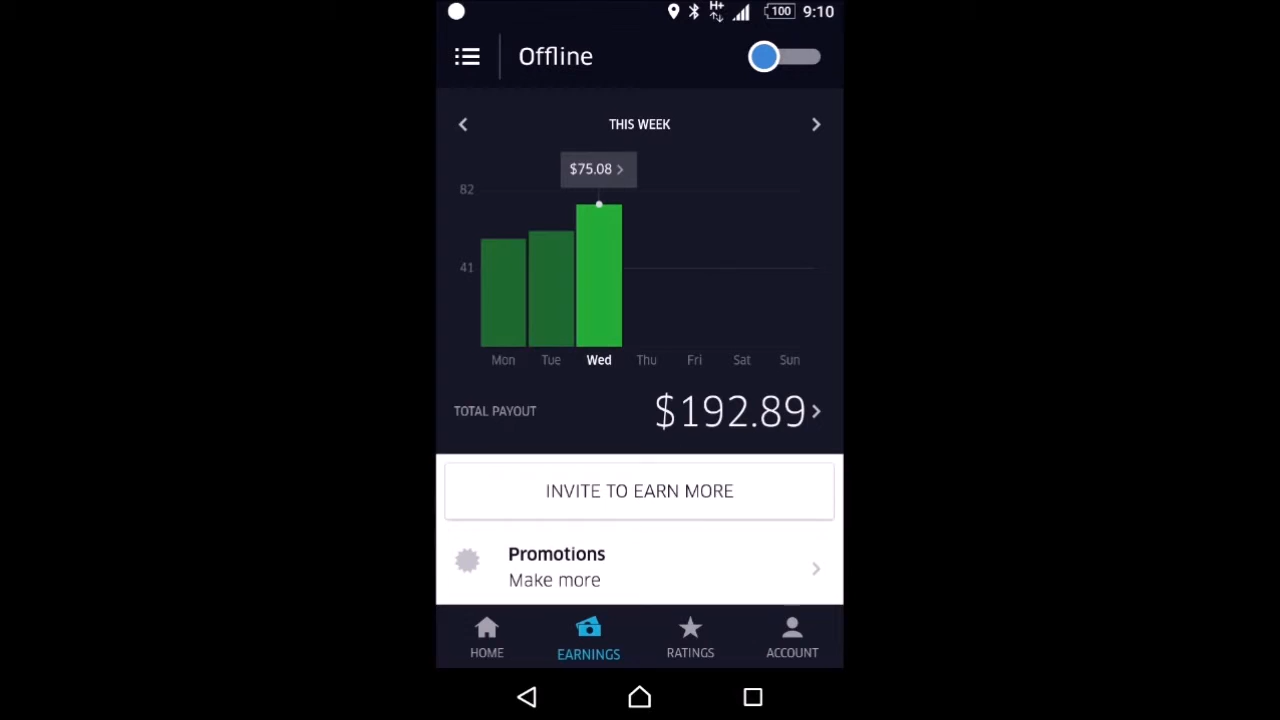 H+
100
9:10
Offline
THIS WEEK
$75.08
82
41
Mon Tue Wed Thu Fri Sat Sun
TOTAL PAYOUT $192.89
INVITE TO EARN MORE
Promotions
Make more
HOME EARNINGS RATINGS ACCOUNT